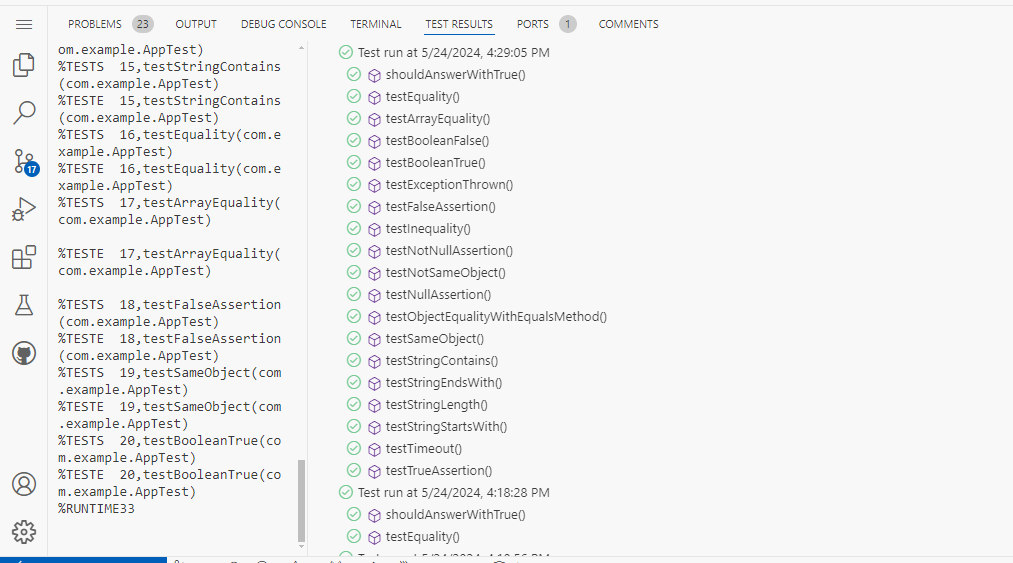 PROBLEMS 23 OUTPUT DEBUG CONSOLE TERMINAL TEST RESULTS PORTS 1 COMMENTS
om.example.AppTest)
%TESTS  15,testStringContains
(com.example.AppTest)
%TESTE  15,testStringContains
(com.example.AppTest)
%TESTS  16,testEquality(com.e
xample.AppTest)
%TESTE  16,testEquality(com.e
xample.AppTest)
%TESTS  17,testArrayEquality(
com.example.AppTest)
%TESTE  17,testArrayEquality(
com.example.AppTest)
%TESTS  18,testFalseAssertion
(com.example.AppTest)
%TESTE  18,testFalseAssertion
(com.example.AppTest)
%TESTS  19,testSameObject(com
.example.AppTest)
%TESTE  19,testSameObject(com
.example.AppTest)
%TESTS  20,testBooleanTrue(co
m.example.AppTest)
%TESTE  20,testBooleanTrue(co
m.example.AppTest)
%RUNTIME33
Test run at 5/24/2024, 4:29:05 PM
shouldAnswerWithTrue()
testEquality()
testArrayEquality()
testBooleanFalse()
testBooleanTrue()
testExceptionThrown()
testFalseAssertion()
testInequality()
testNotNullAssertion()
testNotSameObject()
testNullAssertion()
testObjectEqualityWithEqualsMethod()
testSameObject()
testStringContains()
testStringEndsWith()
testStringLength()
testStringStartsWith()
testTimeout()
testTrueAssertion()
Test run at 5/24/2024, 4:18:28 PM
shouldAnswerWithTrue()
testEquality()
17